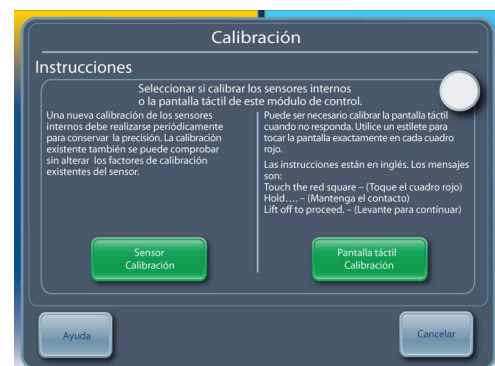 Calibración
Instrucciones
Seleccionar si calibrar los sensores internos
o la pantalla táctil de este módulo de control.
Una nueva calibración de los sensores
internos debe realizarse periódicamente
para conservar la precisión. La calibración
existente también se puede comprobar
sin alterar los factores de calibración
existentes del sensor.
Puede ser necesario calibrar la pantalla táctil
cuando no responda. Utilice un estilete para
tocar la pantalla exactamente en cada cuadro
rojo.
Las instrucciones están en inglés. Los mensajes
son:
Touch the red square – (Toque el cuadro rojo)
Hold.... – (Mantenga el contacto)
Lift off to proceed. – (Levante para continuar)
Sensor
Calibración
Pantalla táctil
Calibración
Ayuda
Cancelar